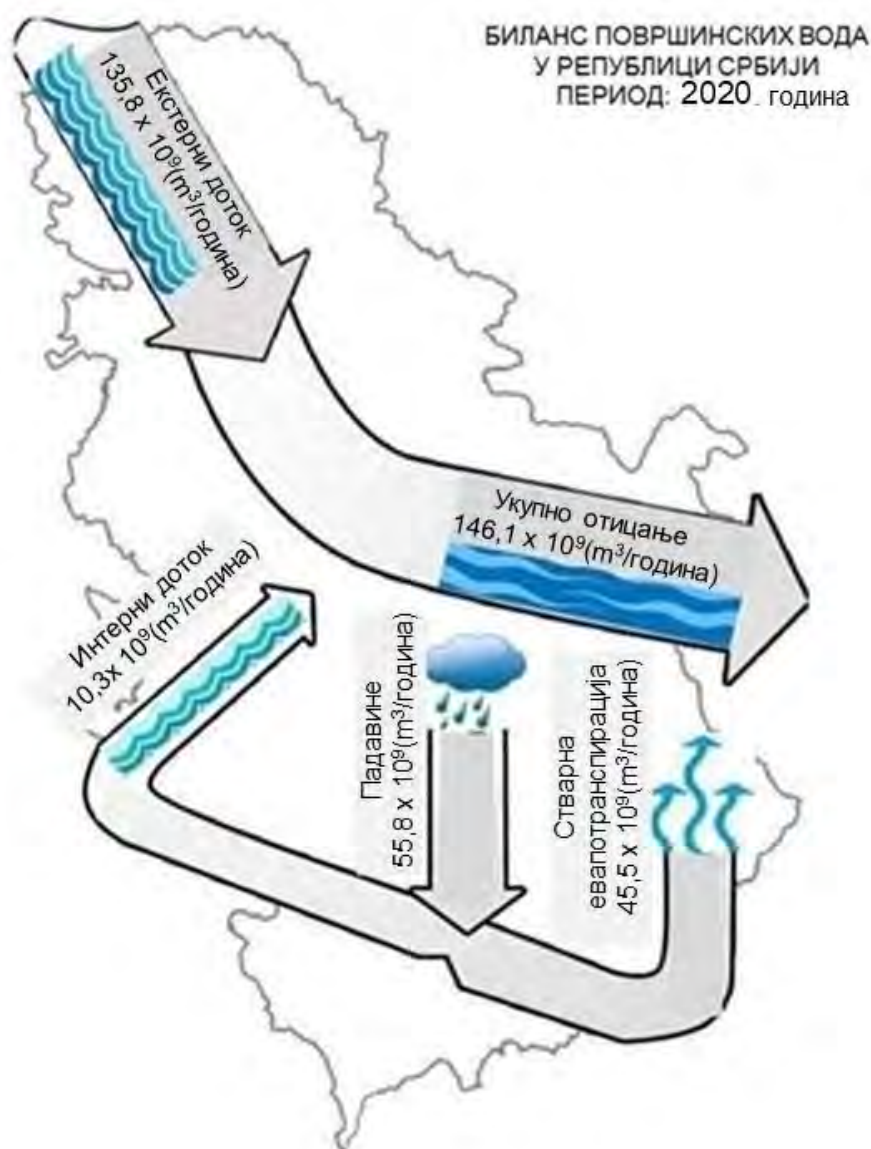 БИЛАНС ПОВРШИНСКИХ ВОДА
У РЕПУБЛИЦИ СРБИЈИ
ПЕРИОД: 2020. година
Екстерни доток
135,8 x 10⁹(m³/година)
Укупно отицање
146,1 x 10⁹(m³/година)
Интерни доток
10,3x 10⁹(m³/година)
Падавине
55,8 x 10⁹(m³/година)
Стварна
евапотранспирација
45,5 x 10⁹(m³/година)